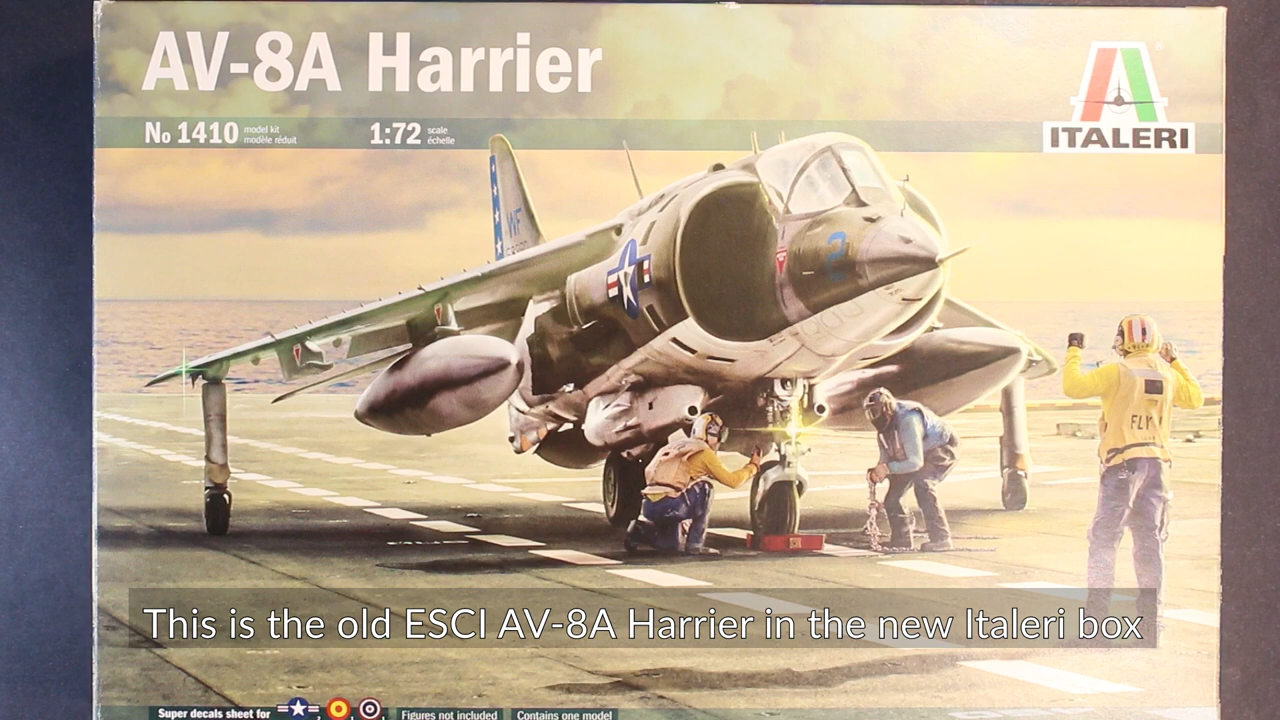 AV-8A Harrier
No 1410 model kit
modèle réduit
1:72 scale
échelle
ITALERI
WF
2
FLY
This is the old ESCI AV-8A Harrier in the new Italeri box
Super decals sheet for
Figures not included
Contains one model